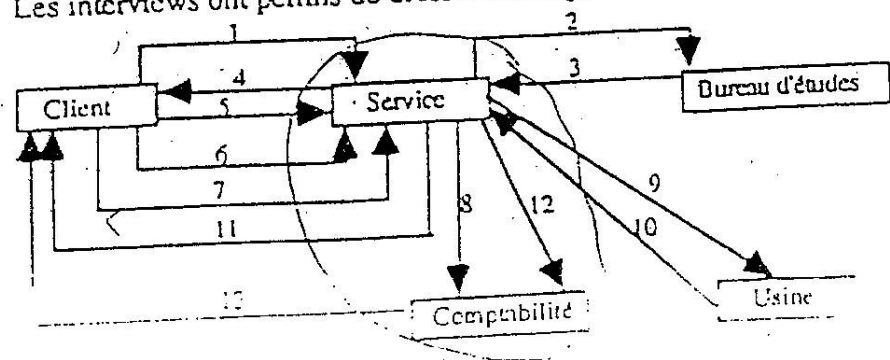 Les interviews ont permis de
1
2
4
3
Client
Service
Bureau d'études
5
6
7
9
8
12
11
10
Usine
13
Comptabilité